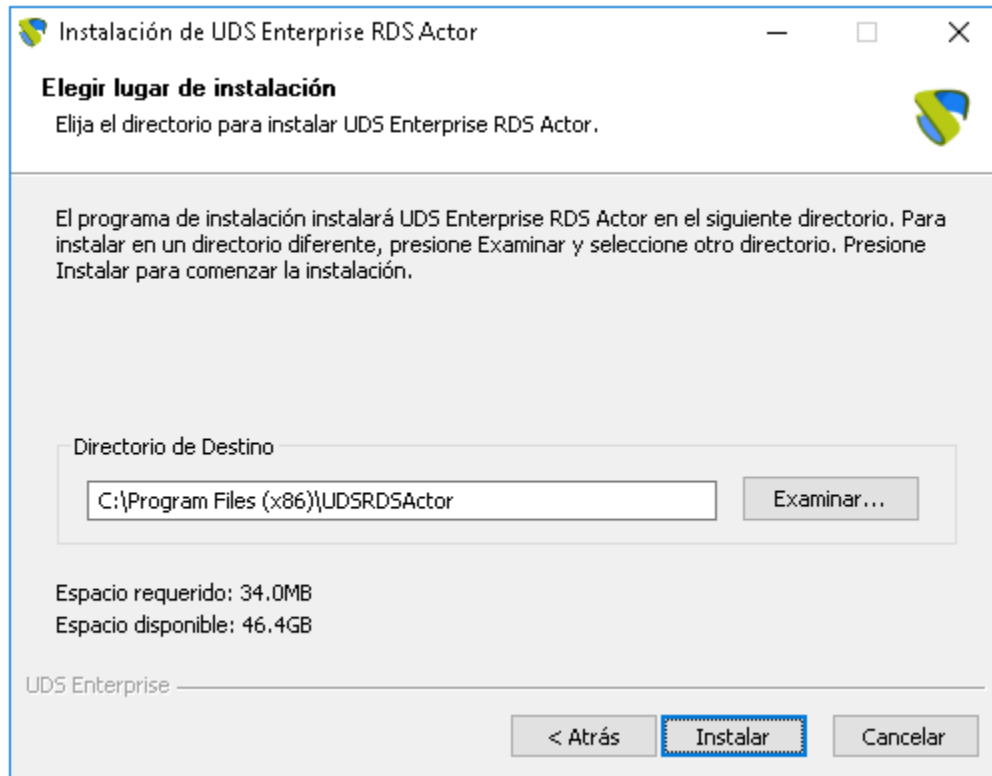 Instalación de UDS Enterprise RDS Actor
Elegir lugar de instalación
Elija el directorio para instalar UDS Enterprise RDS Actor.
El programa de instalación instalará UDS Enterprise RDS Actor en el siguiente directorio. Para
instalar en un directorio diferente, presione Examinar y seleccione otro directorio. Presione
Instalar para comenzar la instalación.
Directorio de Destino
C:\Program Files (x86)\UDSRDSActor
Examinar...
Espacio requerido: 34.0MB
Espacio disponible: 46.4GB
UDS Enterprise
< Atrás
Instalar
Cancelar